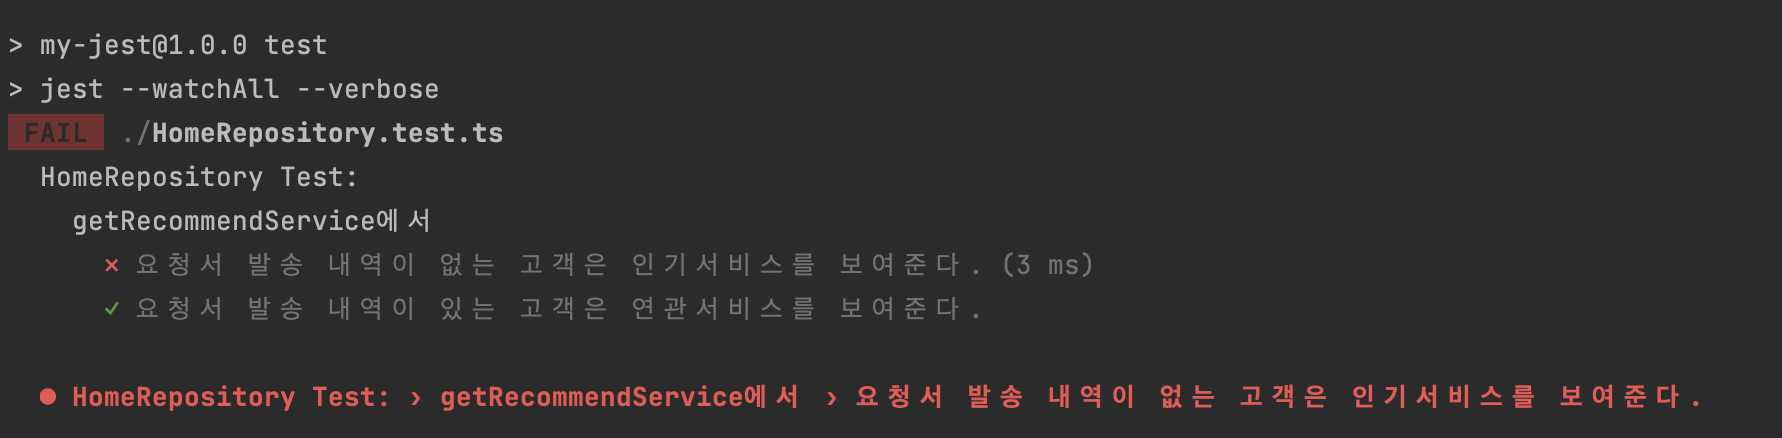 > my-jest@1.0.0 test
> jest --watchAll --verbose
FAIL ./HomeRepository.test.ts
HomeRepository Test:
getRecommendService에서
× 요청서 발송 내역이 없는 고객은 인기서비스를 보여준다. (3 ms)
✓ 요청서 발송 내역이 있는 고객은 연관서비스를 보여준다.
● HomeRepository Test: › getRecommendService에서 › 요청서 발송 내역이 없는 고객은 인기서비스를 보여준다.